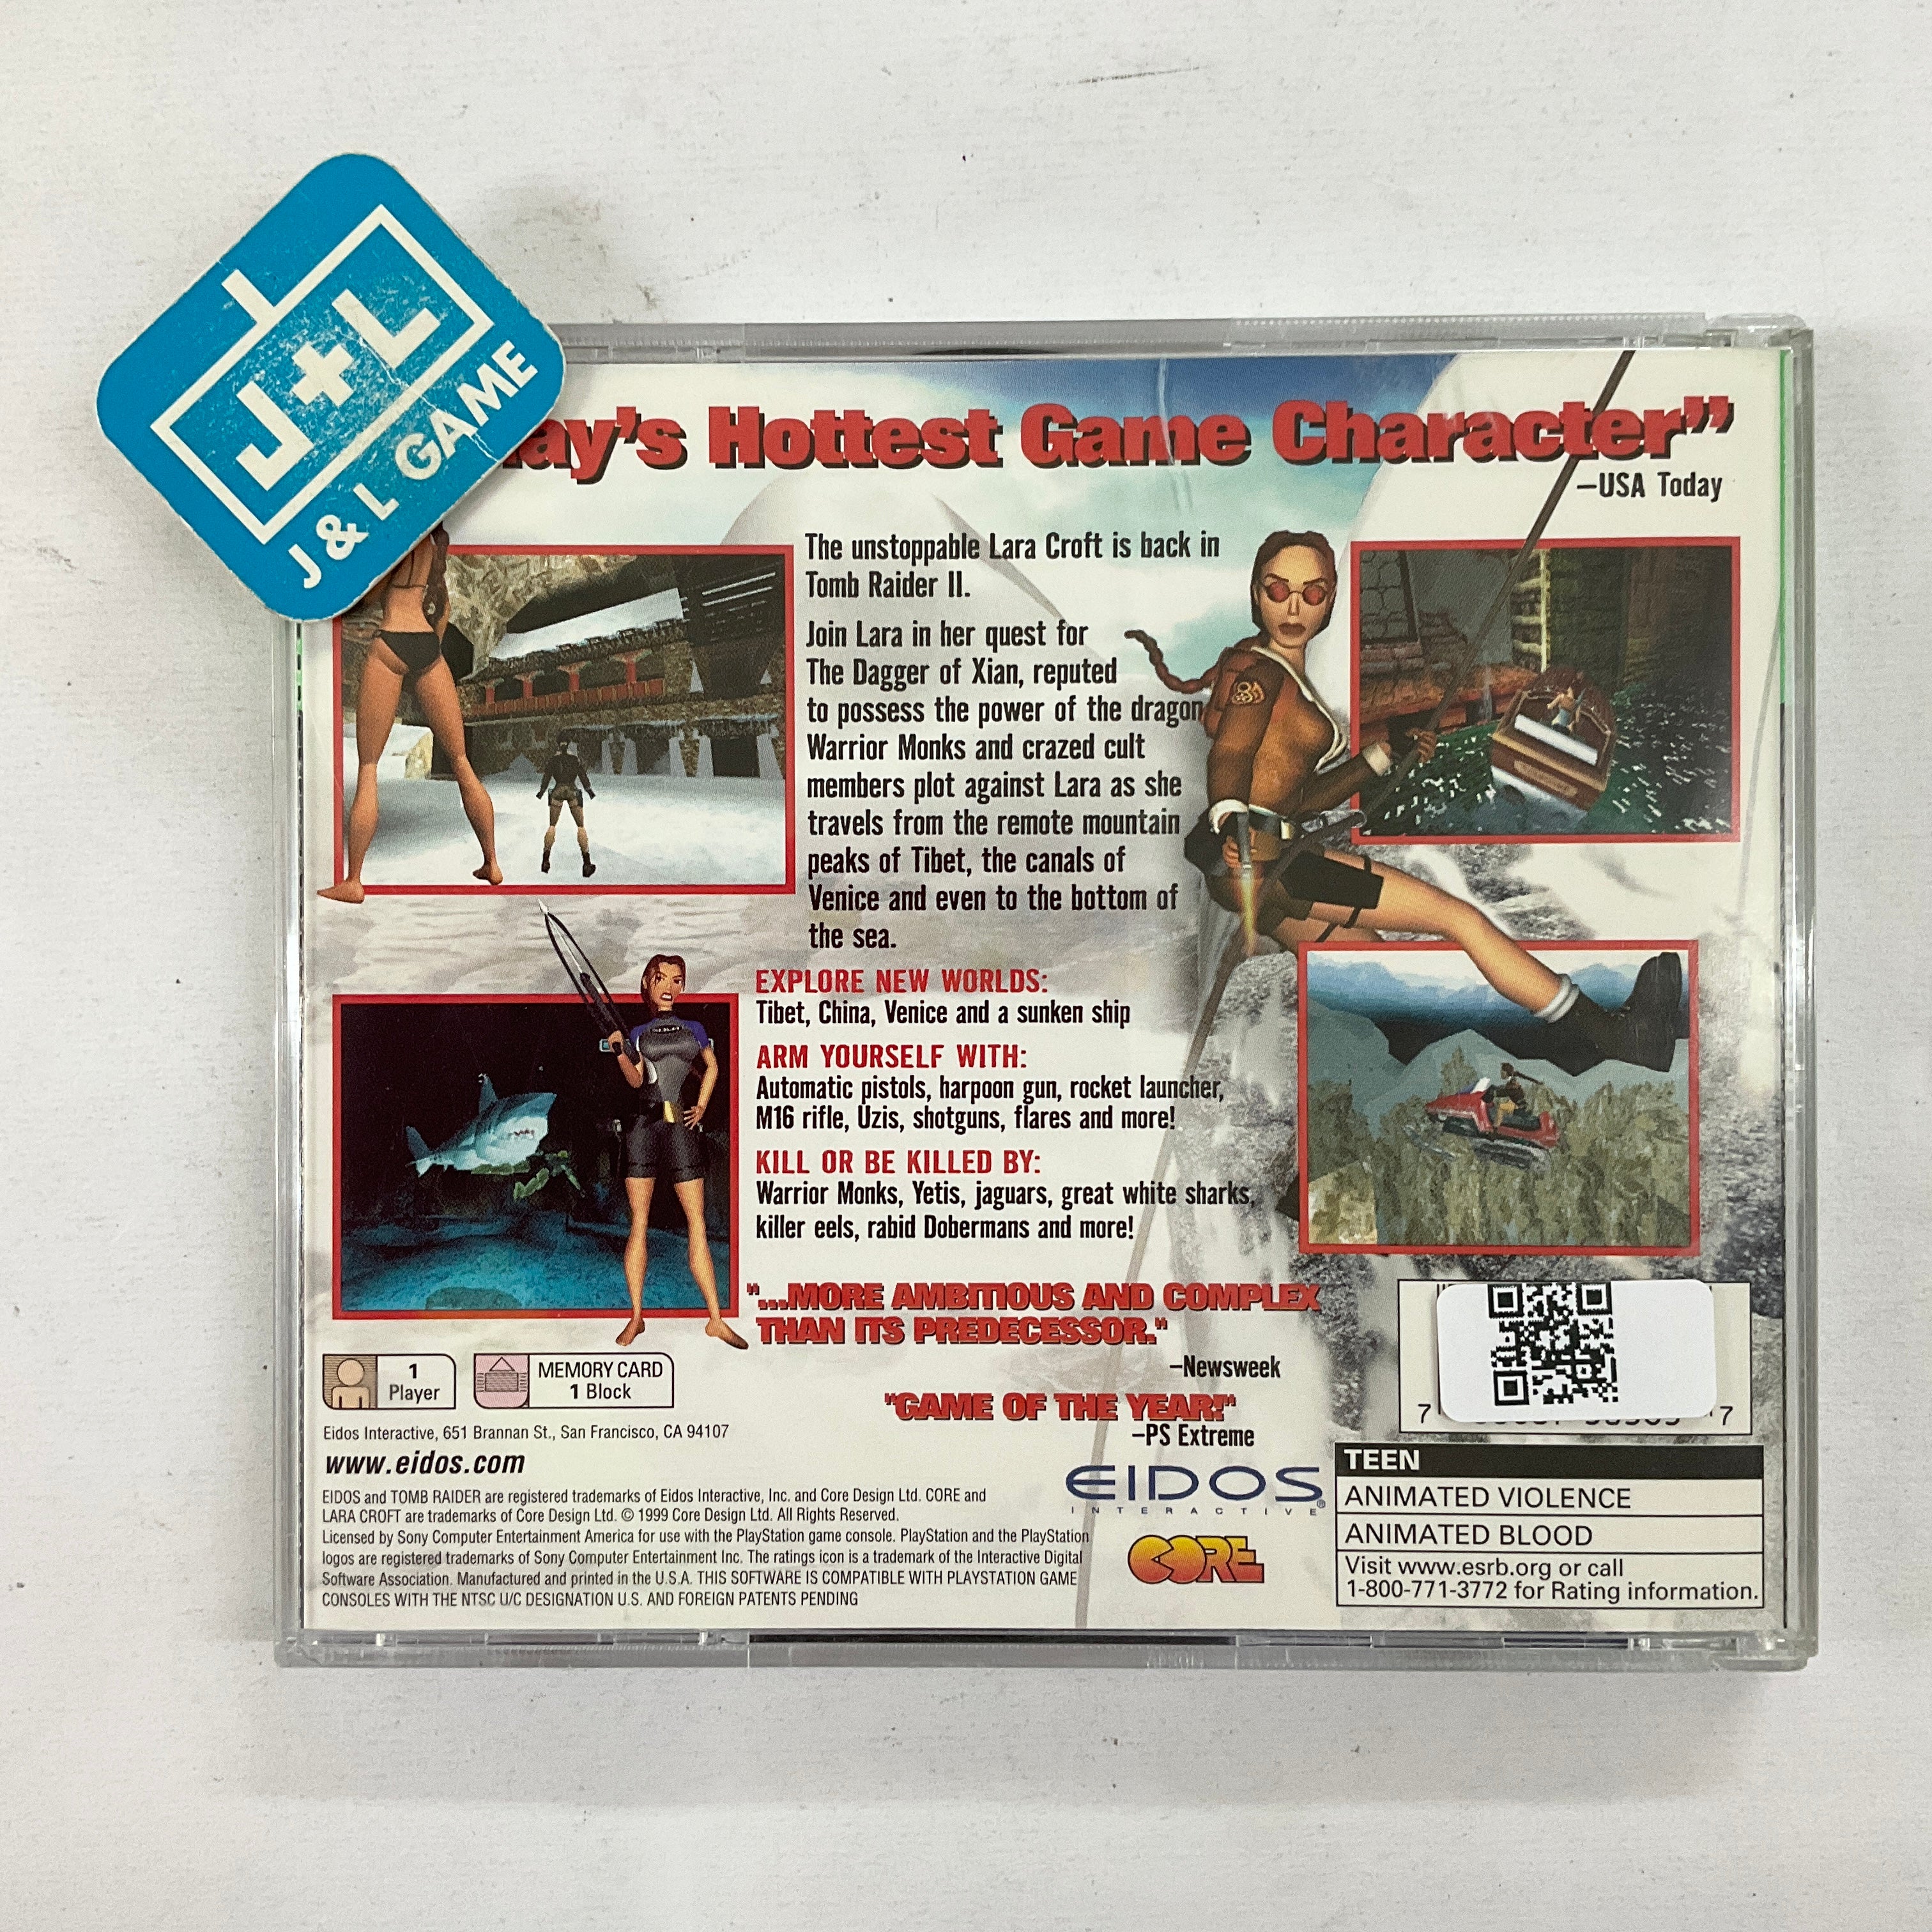 J+L
J & L GAME
ay's Hottest Game Character"
–USA Today
The unstoppable Lara Croft is back in
Tomb Raider II.
Join Lara in her quest for
The Dagger of Xian, reputed
to possess the power of the dragon
Warrior Monks and crazed cult
members plot against Lara as she
travels from the remote mountain
peaks of Tibet, the canals of
Venice and even to the bottom of
the sea.
EXPLORE NEW WORLDS:
Tibet, China, Venice and a sunken ship
ARM YOURSELF WITH:
Automatic pistols, harpoon gun, rocket launcher,
M16 rifle, Uzis, shotguns, flares and more!
KILL OR BE KILLED BY:
Warrior Monks, Yetis, jaguars, great white sharks,
killer eels, rabid Dobermans and more!
"...MORE AMBITIOUS AND COMPLEX
THAN ITS PREDECESSOR."
–Newsweek
"GAME OF THE YEAR!"
–PS Extreme
1
Player
MEMORY CARD
1 Block
Eidos Interactive, 651 Brannan St., San Francisco, CA 94107
www.eidos.com
EIDOS and TOMB RAIDER are registered trademarks of Eidos Interactive, Inc. and Core Design Ltd. CORE and
LARA CROFT are trademarks of Core Design Ltd. © 1999 Core Design Ltd. All Rights Reserved.
Licensed by Sony Computer Entertainment America for use with the PlayStation game console. PlayStation and the PlayStation
logos are registered trademarks of Sony Computer Entertainment Inc. The ratings icon is a trademark of the Interactive Digital
Software Association. Manufactured and printed in the U.S.A. THIS SOFTWARE IS COMPATIBLE WITH PLAYSTATION GAME
CONSOLES WITH THE NTSC U/C DESIGNATION U.S. AND FOREIGN PATENTS PENDING
EIDOS®
INTERACTIVE
CORE
7 7
TEEN
ANIMATED VIOLENCE
ANIMATED BLOOD
Visit www.esrb.org or call
1-800-771-3772 for Rating information.